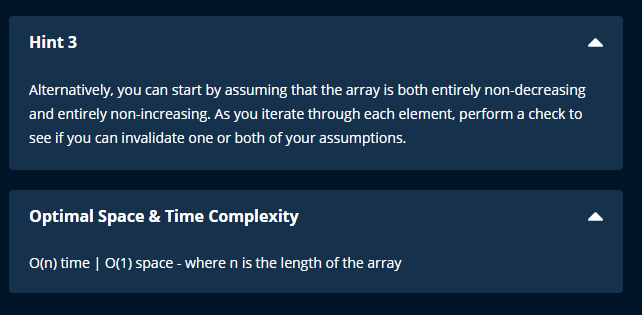 Hint 3
Alternatively, you can start by assuming that the array is both entirely non-decreasing
and entirely non-increasing. As you iterate through each element, perform a check to
see if you can invalidate one or both of your assumptions.
Optimal Space & Time Complexity
O(n) time | O(1) space - where n is the length of the array